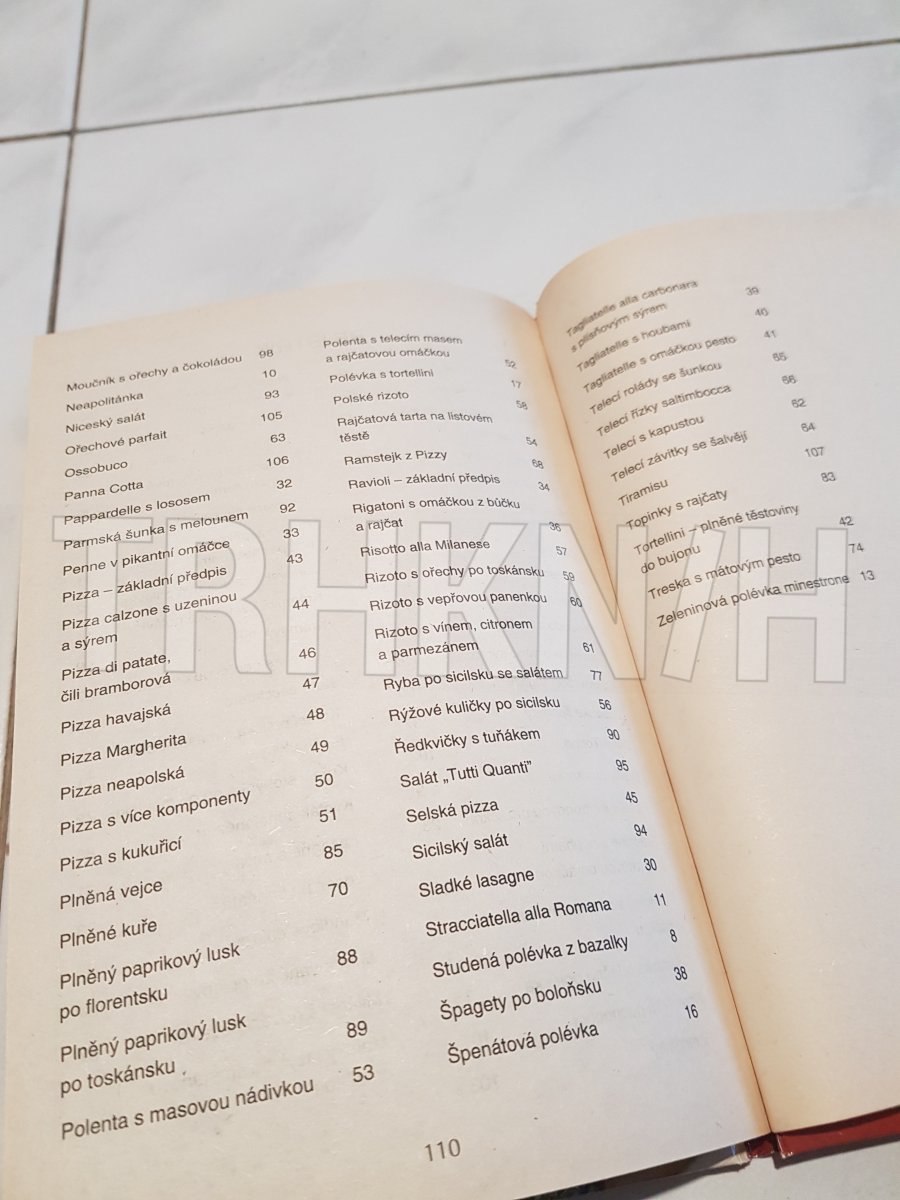 Moučník s ořechy a čokoládou 98
Neapolitánka 10
Niceský salát 93
Ořechové parfait 105
Ossobuco 63
Panna Cotta 106
Pappardelle s lososem 32
Parmská šunka s melounem 92
Penne v pikantní omáčce 33
Pizza – základní předpis 43
Pizza calzone s uzeninou
a sýrem 44
Pizza di patate,
čili bramborová 46
Pizza havajská 47
Pizza Margherita 48
Pizza neapolská 49
Pizza s více komponenty 50
Pizza s kukuřicí 51
Plněná vejce 85
Plněné kuře 70
Plněný paprikový lusk
po florentsku 88
Plněný paprikový lusk
po toskánsku 89
Polenta s masovou nádivkou 53
Polenta s telecím masem
a rajčatovou omáčkou 52
Polévka s tortellini 17
Polské rizoto 58
Rajčatová tarta na listovém
těstě 54
Ramstejk z Pizzy 68
Ravioli – základní předpis 34
Rigatoni s omáčkou z bůčku
a rajčat 36
Risotto alla Milanese 57
Rizoto s ořechy po toskánsku 59
Rizoto s vepřovou panenkou 60
Rizoto s vínem, citronem
a parmezánem 61
Ryba po sicilsku se salátem 77
Rýžové kuličky po sicilsku 56
Ředkvičky s tuňákem 90
Salát „Tutti Quanti” 95
Selská pizza 45
Sicilský salát 94
Sladké lasagne 30
Stracciatella alla Romana 11
Studená polévka z bazalky 8
Špagety po boloňsku 38
Špenátová polévka 16
110
Tagliatelle alla carbonara
s plísňovým sýrem 39
Tagliatelle s houbami 40
Tagliatelle s omáčkou pesto 41
Telecí rolády se šunkou 65
Telecí řízky saltimbocca 66
Telecí s kapustou 62
Telecí závitky se šalvějí 64
Tiramisu 107
Topinky s rajčaty 83
Tortellini – plněné těstoviny
do bujonu 42
Treska s mátovým pesto 74
Zeleninová polévka minestrone 13
TRHKNIH